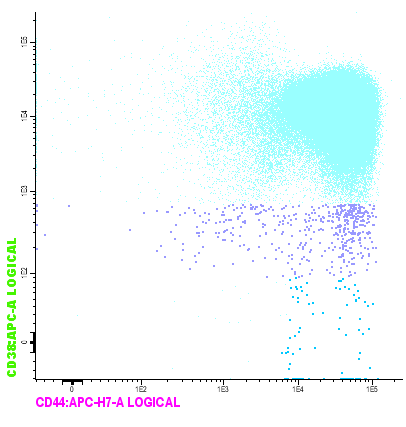 1E5
1E4
1E3
1E2
0
CD38:APC-A LOGICAL
0
1E2
1E3
1E4
1E5
CD44:APC-H7-A LOGICAL